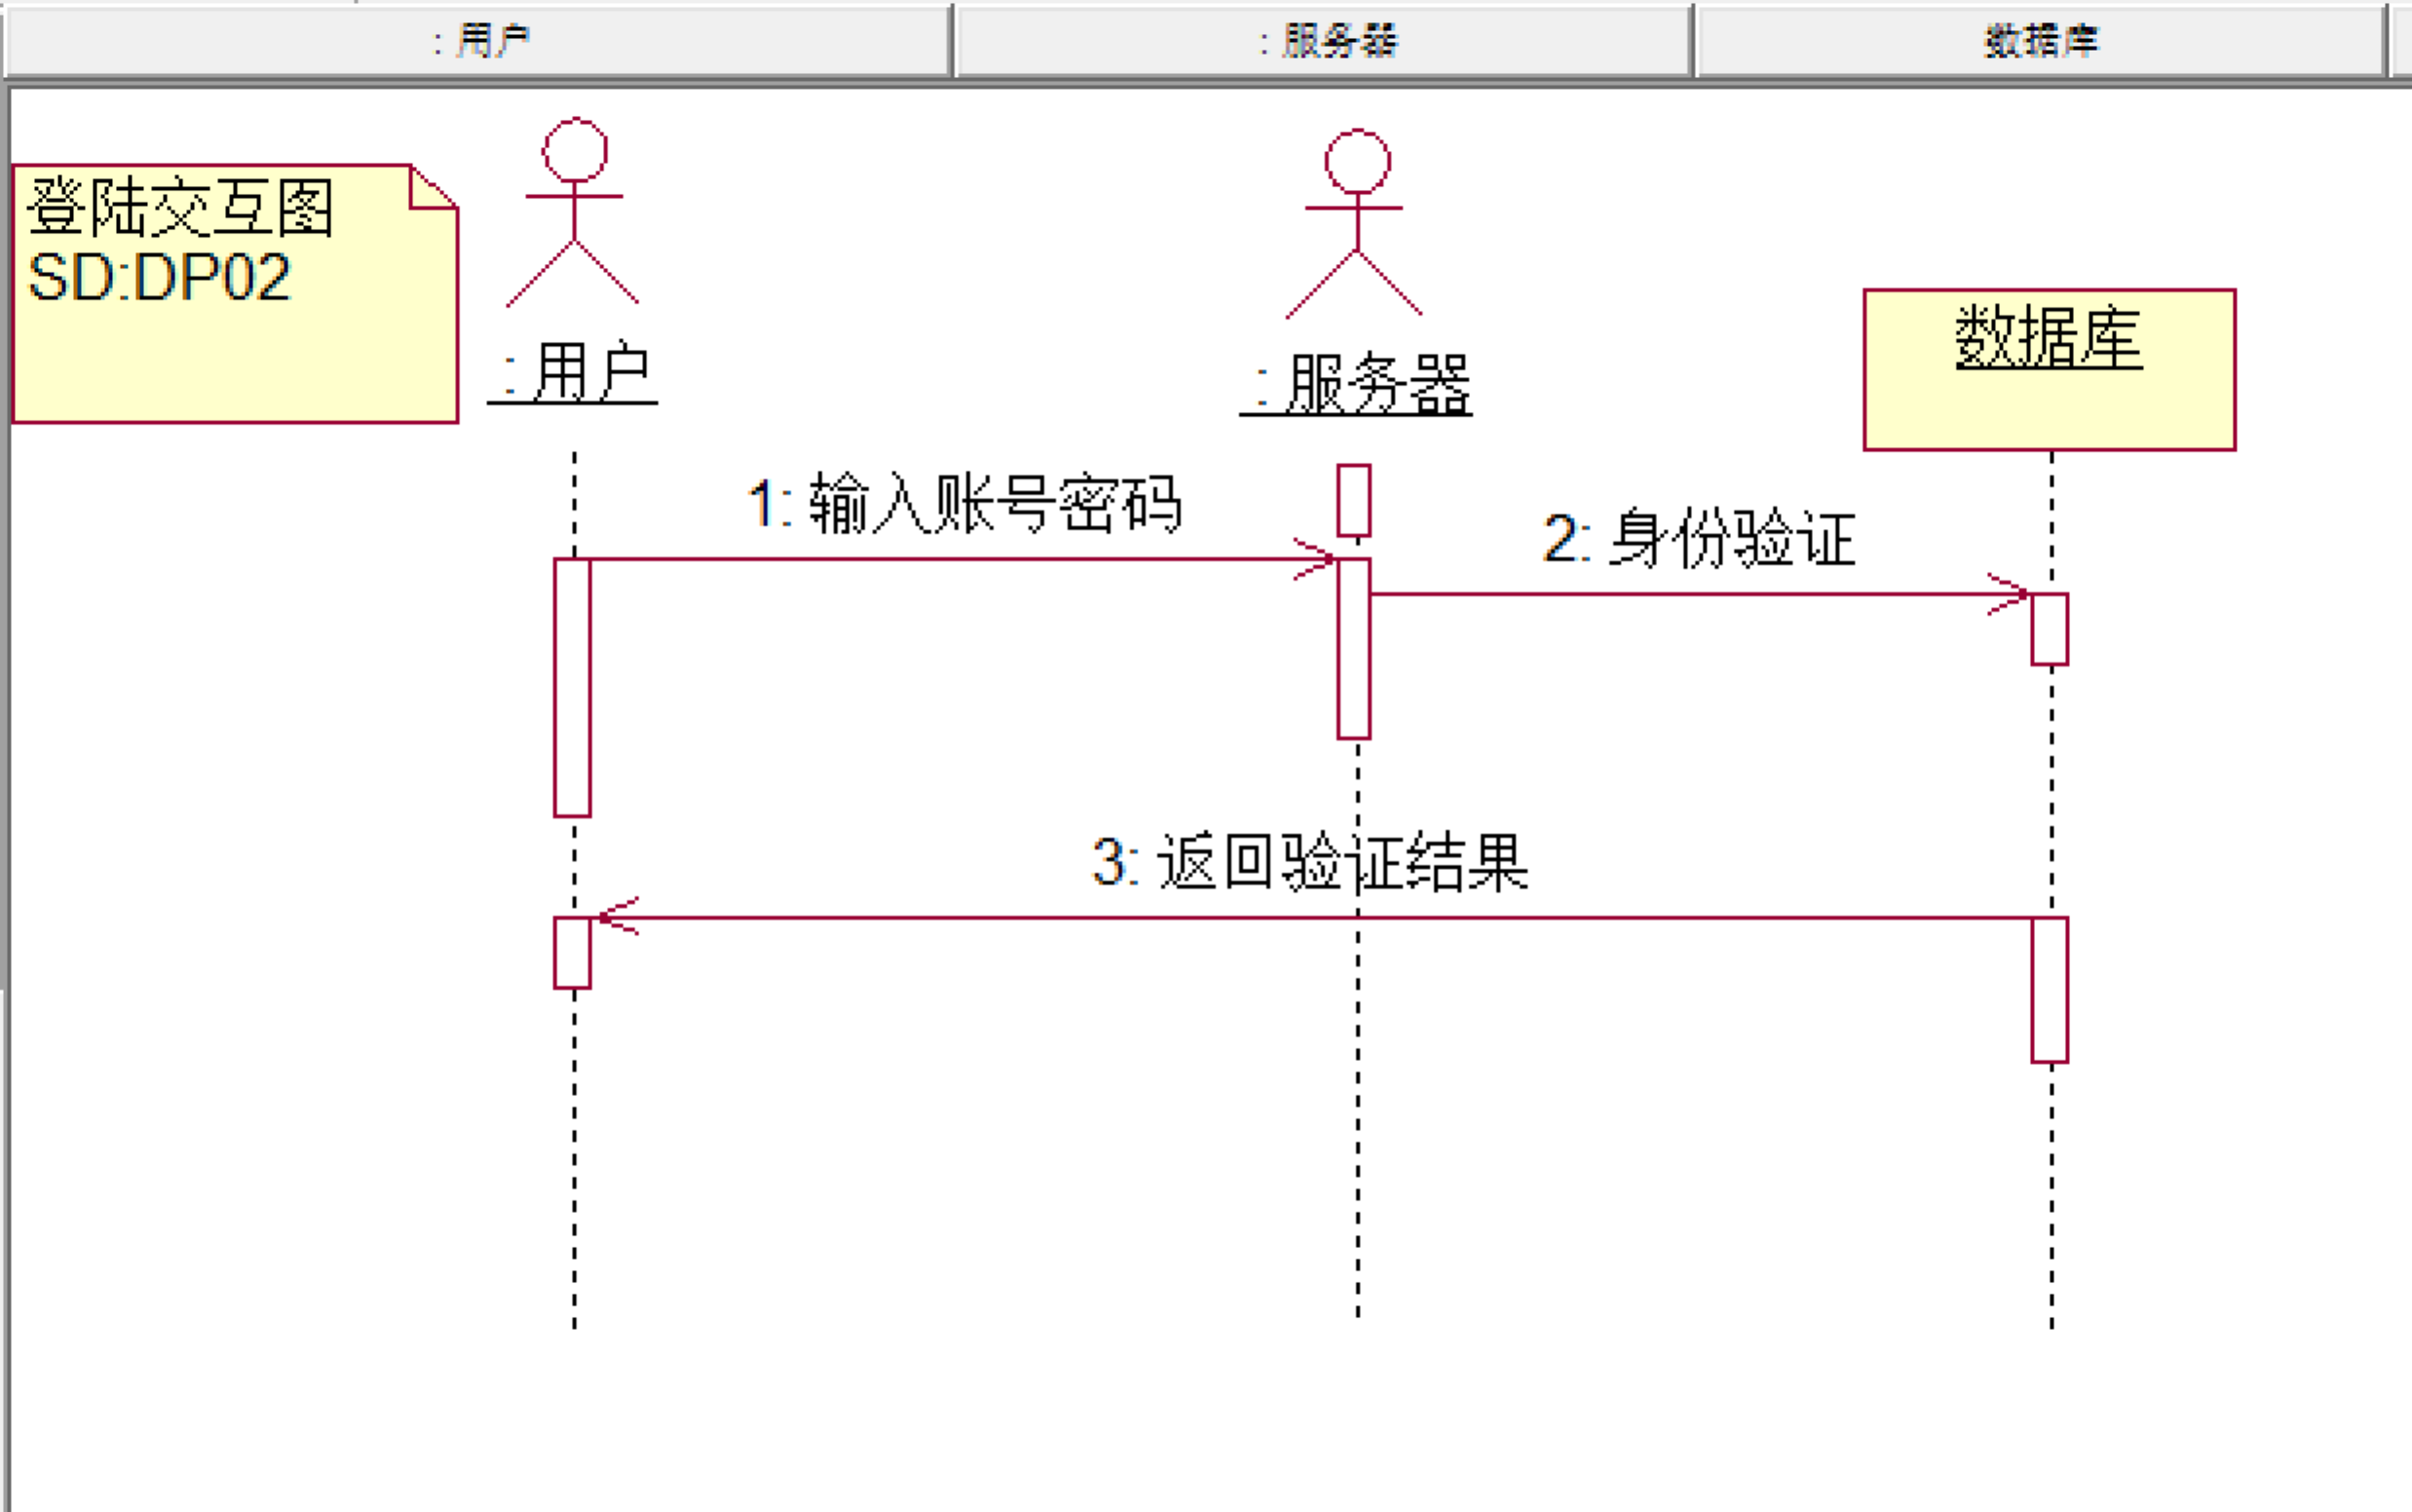 : 用户
: 服务器
数据库
登陆交互图
SD:DP02
: 用户
: 服务器
数据库
1: 输入账号密码
2: 身份验证
3: 返回验证结果